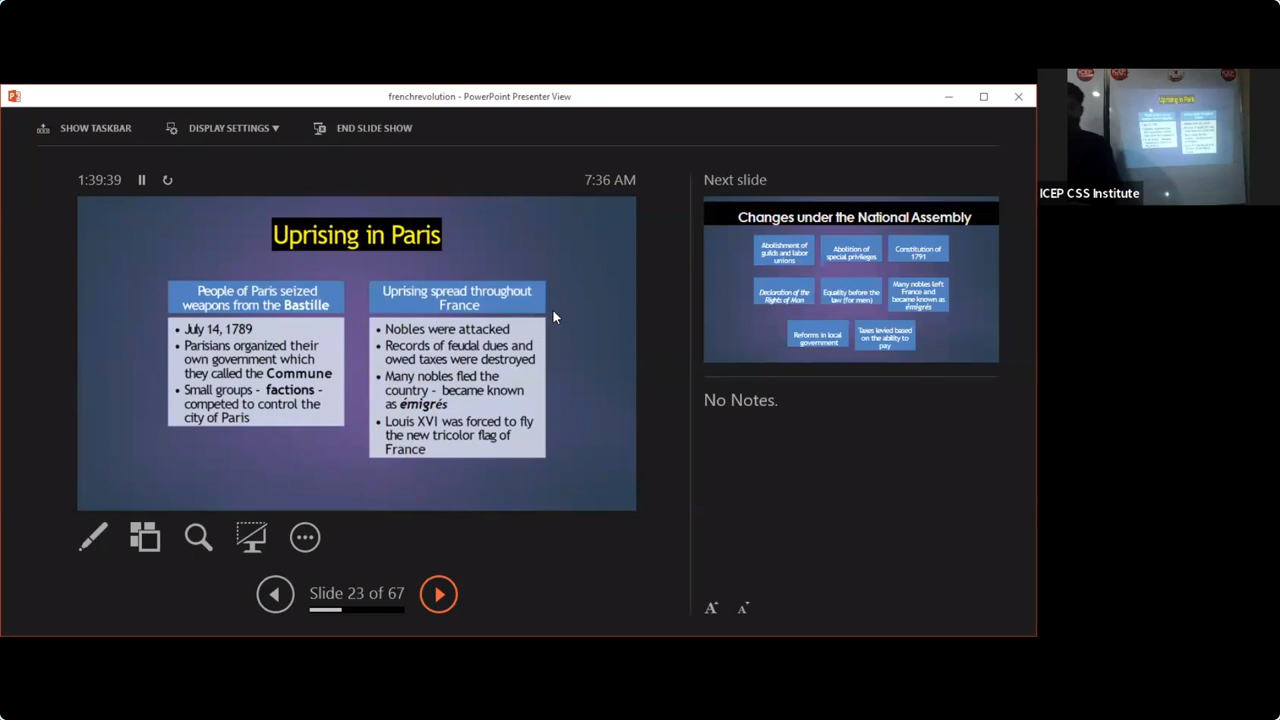 frenchrevolution - PowerPoint Presenter View
SHOW TASKBAR
DISPLAY SETTINGS ▼
END SLIDE SHOW
1:39:39
7:36 AM
Uprising in Paris
People of Paris seized
weapons from the Bastille
• July 14, 1789
• Parisians organized their
own government which
they called the Commune
• Small groups - factions -
competed to control the
city of Paris
Uprising spread throughout
France
• Nobles were attacked
• Records of feudal dues and
owed taxes were destroyed
• Many nobles fled the
country - became known
as émigrés
• Louis XVI was forced to fly
the new tricolor flag of
France
Slide 23 of 67
Next slide
Changes under the National Assembly
Abolishment of
guilds and labor
unions
Abolition of
special privileges
Constitution of
1791
Declaration of the
Rights of Man
Equality before the
law (for men)
Many nobles left
France and
became known as
émigrés
Reforms in local
government
Taxes levied based
on the ability to
pay
No Notes.
A A
ICEP CSS Institute
Uprising in Paris